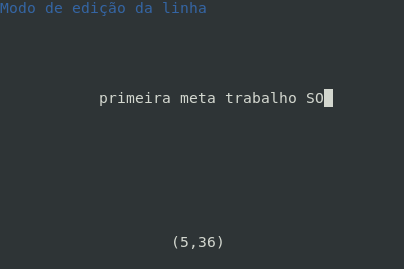 Modo de edição da linha
primeira meta trabalho SO
(5,36)